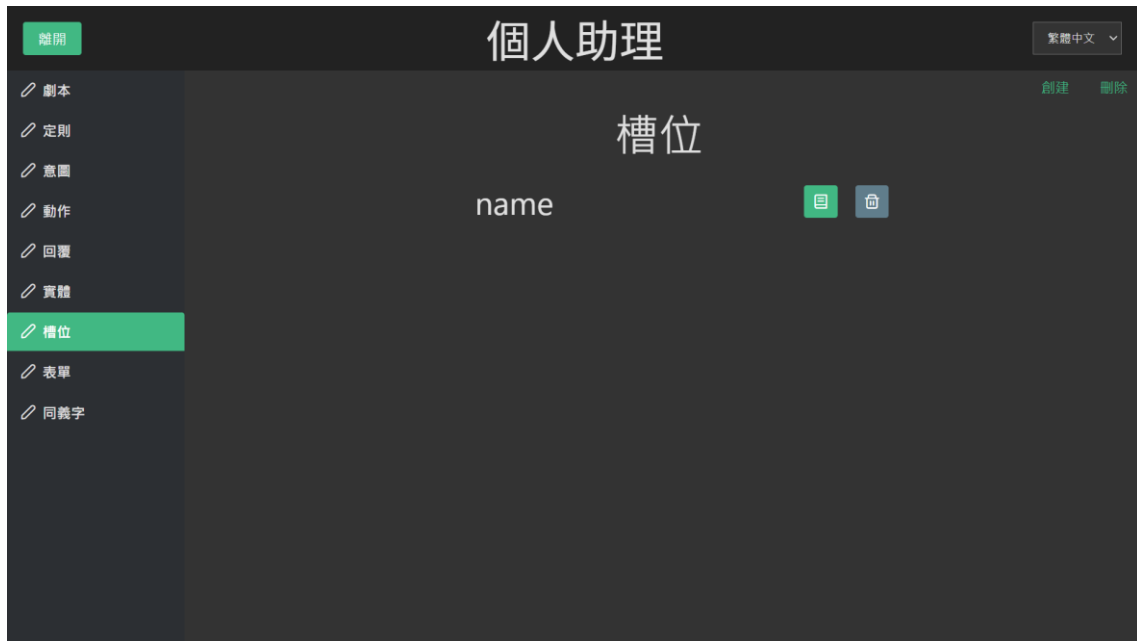 離開
個人助理
繁體中文
劇本
定則
意圖
動作
回覆
實體
槽位
表單
同義字
創建 刪除
槽位
name